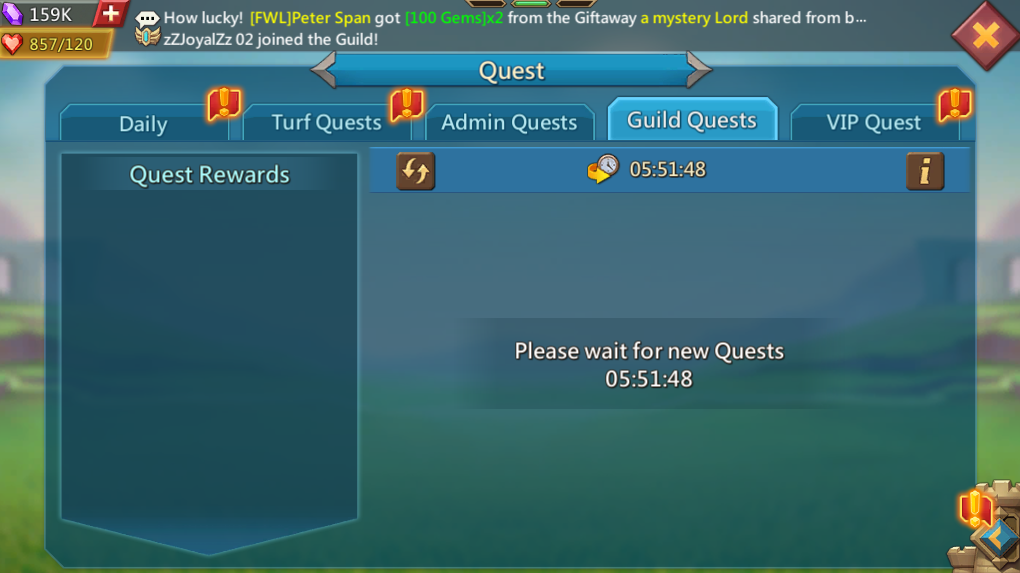 159K
857/120
How lucky! [FWL]Peter Span got [100 Gems]x2 from the Giftaway a mystery Lord shared from b...
zZJoyalZz 02 joined the Guild!
Quest
Daily
Turf Quests
Admin Quests
Guild Quests
VIP Quest
Quest Rewards
05:51:48
i
Please wait for new Quests
05:51:48